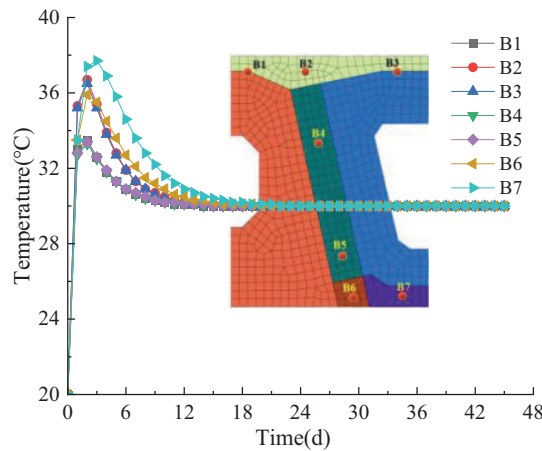 40
36
32
28
24
20
Temperature(°C)
0 6 12 18 24 30 36 42 48
Time(d)
B1
B2
B3
B4
B5
B6
B7
B1 B2 B3
B4
B5
B6 B7